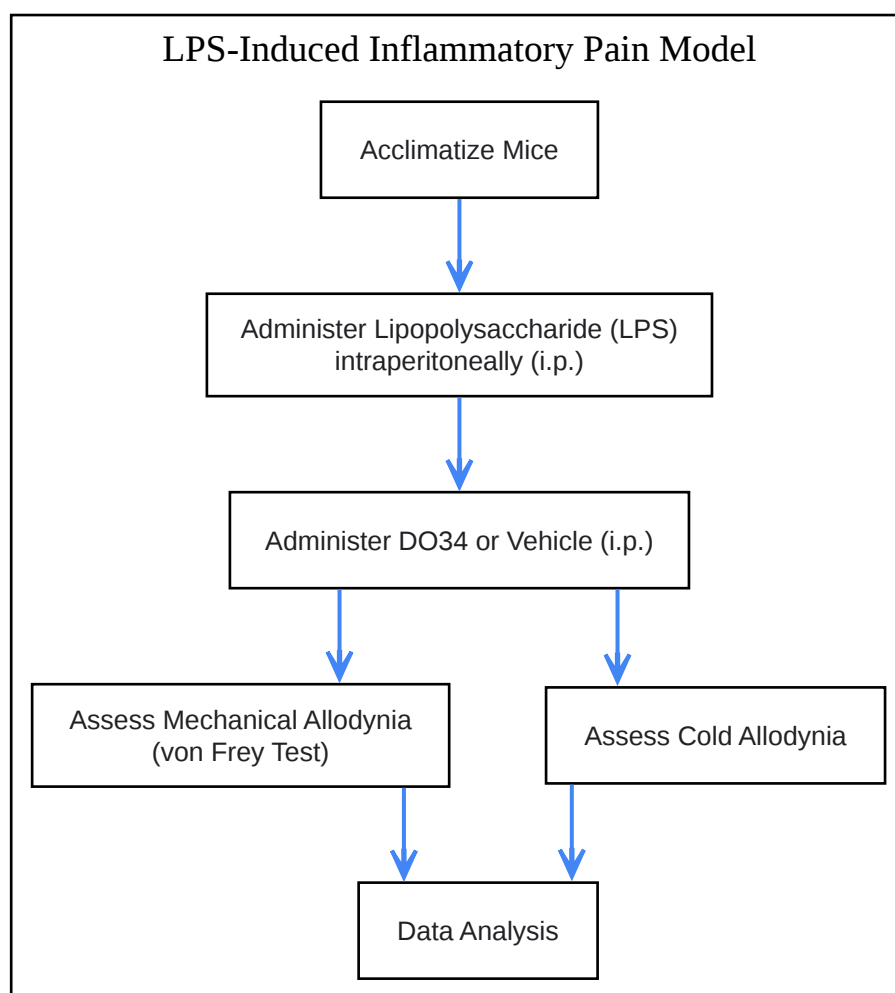 LPS-Induced Inflammatory Pain Model
Acclimatize Mice
Administer Lipopolysaccharide (LPS)
intraperitoneally (i.p.)
Administer DO34 or Vehicle (i.p.)
Assess Mechanical Allodynia
(von Frey Test)
Assess Cold Allodynia
Data Analysis